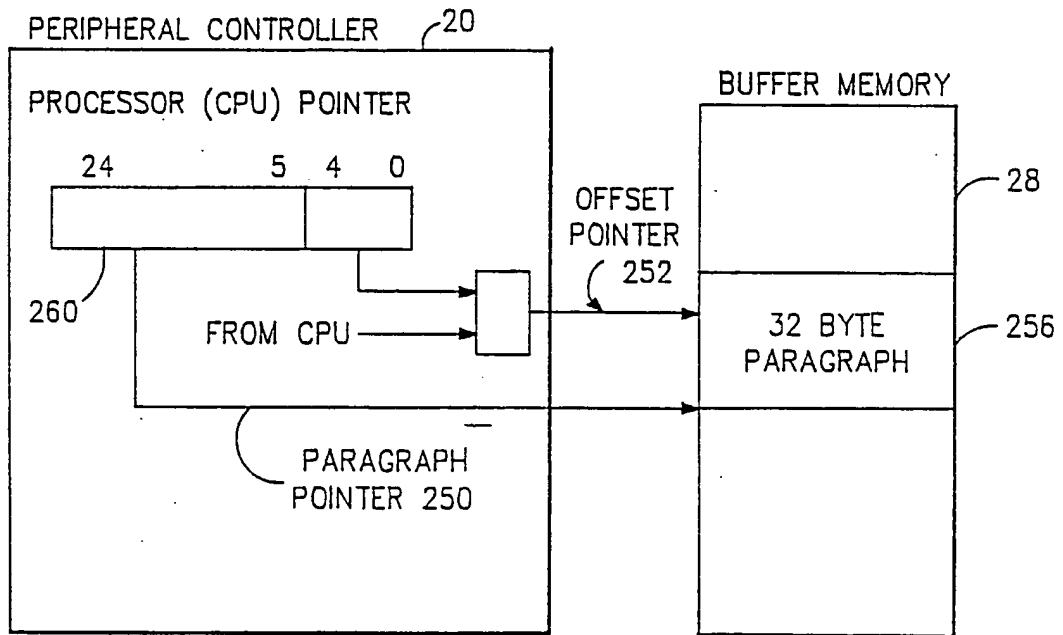 PERIPHERAL CONTROLLER
20
PROCESSOR (CPU) POINTER
24 5 4 0
260
FROM CPU
OFFSET
POINTER
252
PARAGRAPH
POINTER 250
BUFFER MEMORY
28
32 BYTE
PARAGRAPH
256